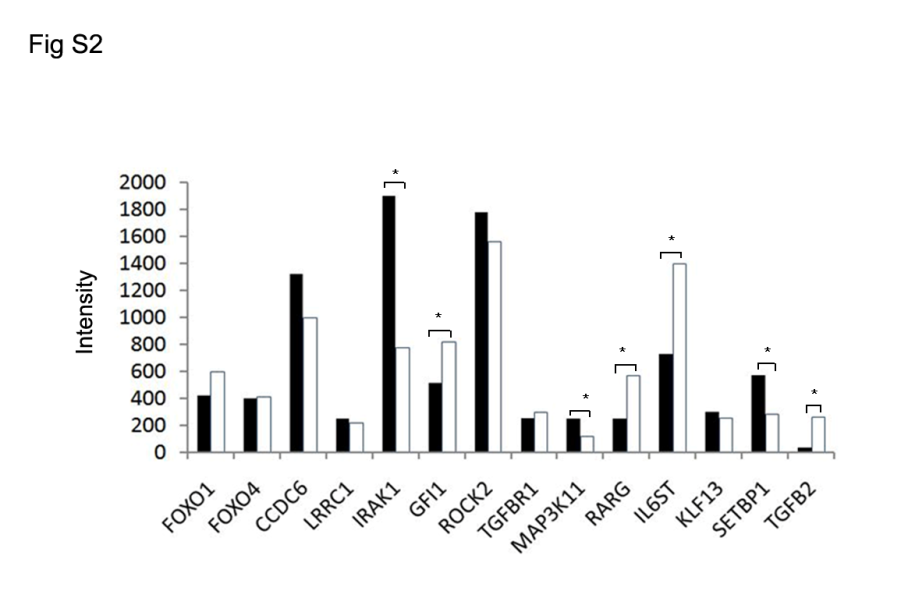 Fig S2
*
2000
1800
1600
1400
1200
1000
800
600
400
200
0
Intensity
*
*
*
*
*
*
FOXO1
FOXO4
CCDC6
LRRC1
IRAK1
GFI1
ROCK2
TGFBR1
MAP3K11
RARG
IL6ST
KLF13
SETBP1
TGFB2